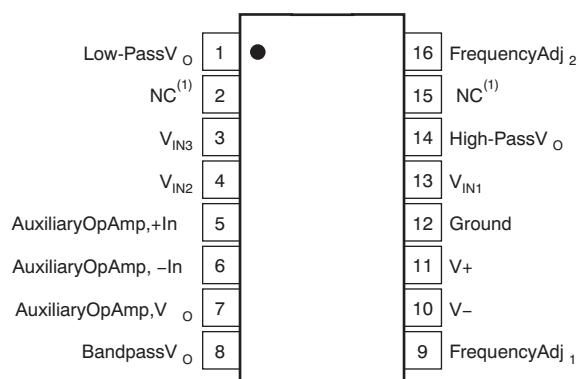 Low-PassV O 1 16 FrequencyAdj 2
NC(1) 2 15 NC(1)
VIN3 3 14 High-PassV O
VIN2 4 13 VIN1
AuxiliaryOpAmp,+In 5 12 Ground
AuxiliaryOpAmp, −In 6 11 V+
AuxiliaryOpAmp,V O 7 10 V−
BandpassV O 8 9 FrequencyAdj 1